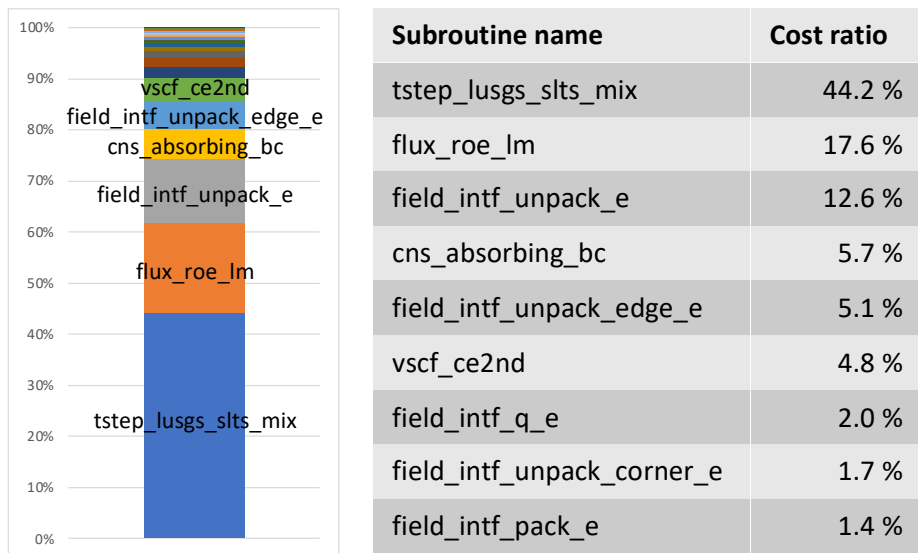 100%
90%
80%
70%
60%
50%
40%
30%
20%
10%
0%
vscf_ce2nd
field_intf_unpack_edge_e
cns_absorbing_bc
field_intf_unpack_e
flux_roe_lm
tstep_lusgs_slts_mix
Subroutine name Cost ratio
tstep_lusgs_slts_mix 44.2 %
flux_roe_lm 17.6 %
field_intf_unpack_e 12.6 %
cns_absorbing_bc 5.7 %
field_intf_unpack_edge_e 5.1 %
vscf_ce2nd 4.8 %
field_intf_q_e 2.0 %
field_intf_unpack_corner_e 1.7 %
field_intf_pack_e 1.4 %